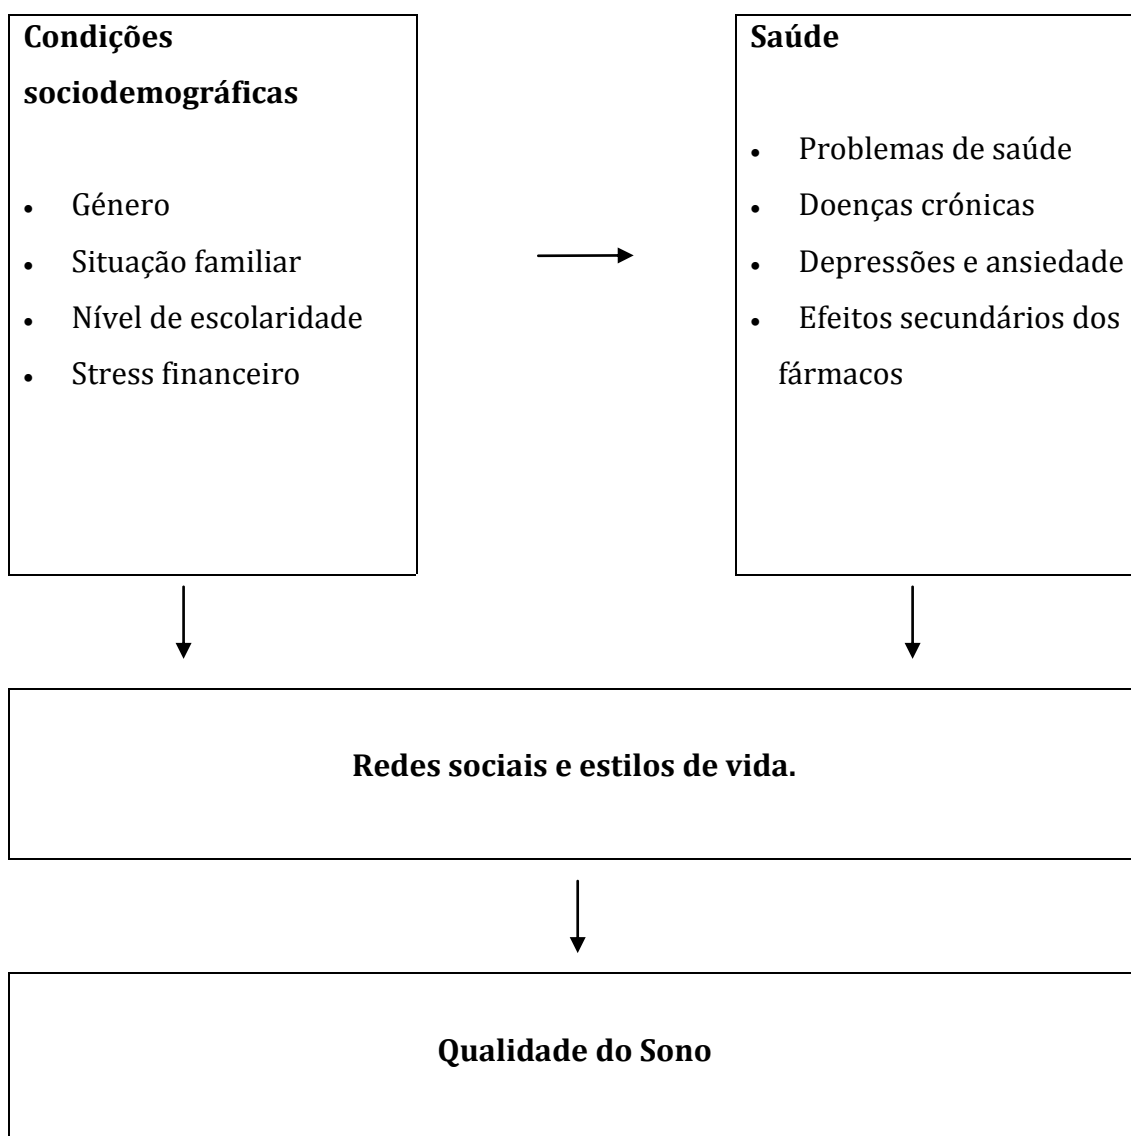 Condições
sociodemográficas
• Género
• Situação familiar
• Nível de escolaridade
• Stress financeiro
Saúde
• Problemas de saúde
• Doenças crónicas
• Depressões e ansiedade
• Efeitos secundários dos
fármacos
Redes sociais e estilos de vida.
Qualidade do Sono